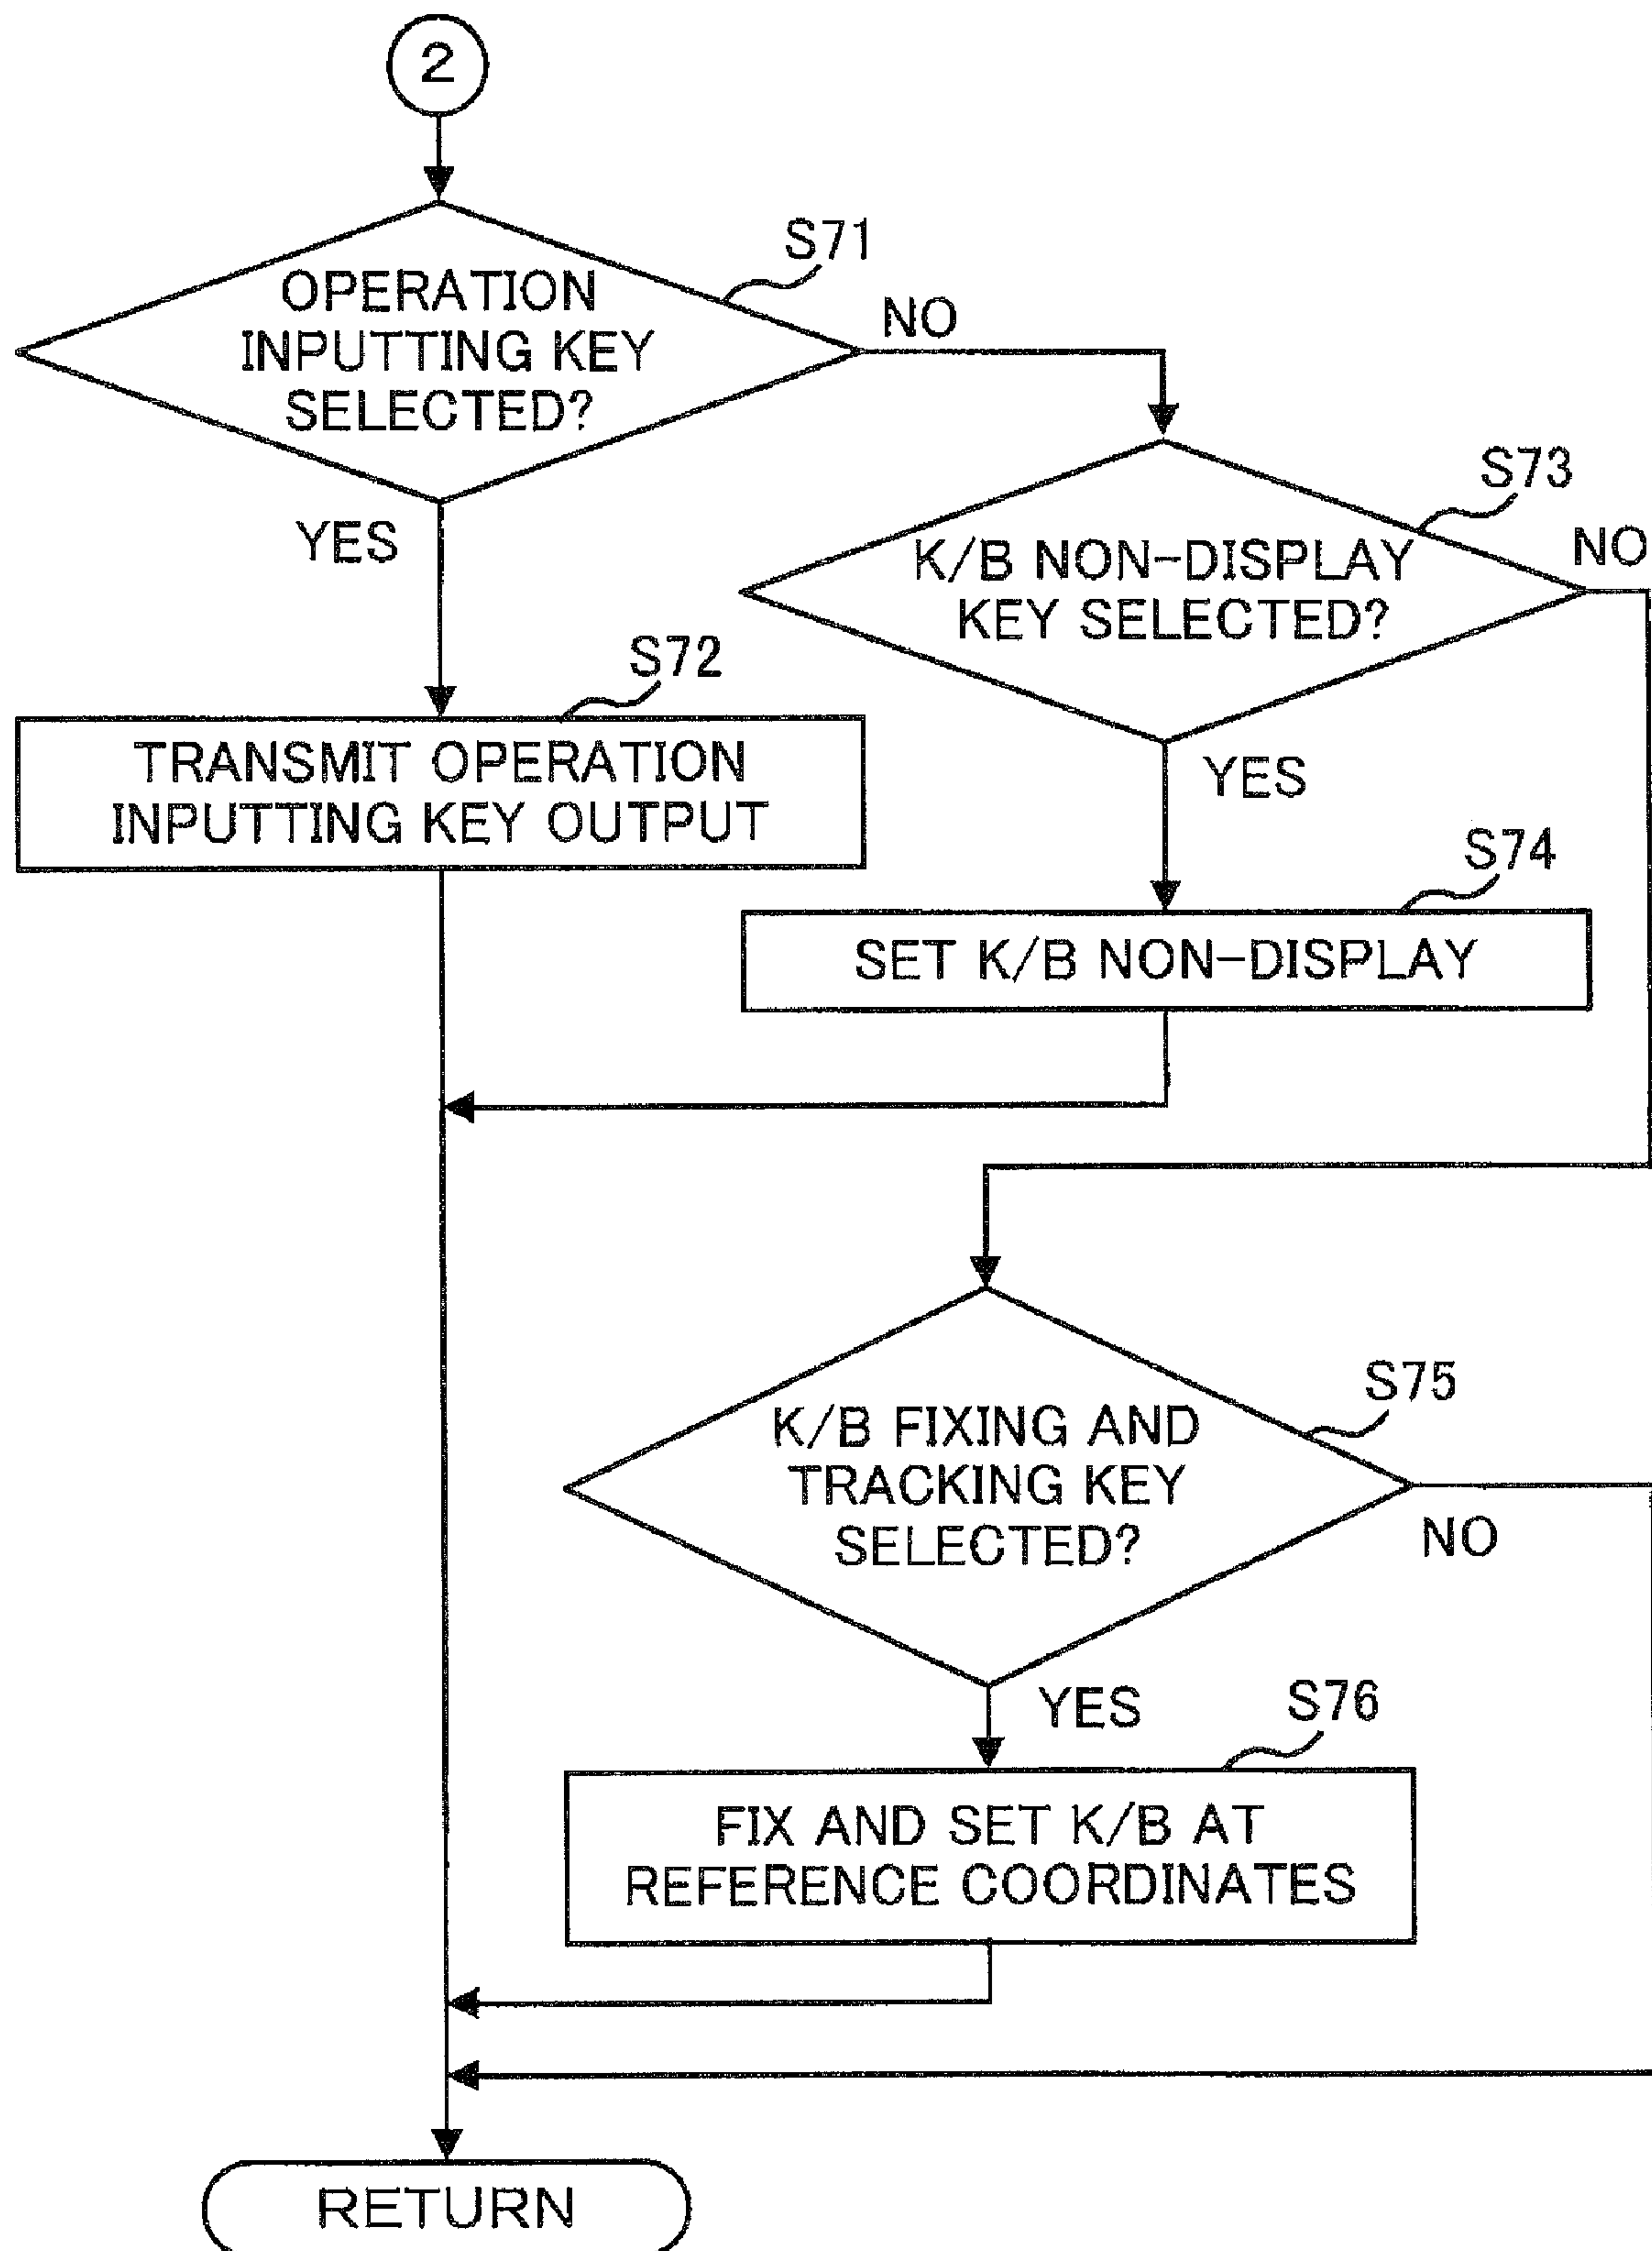 2
S71
OPERATION
INPUTTING KEY
SELECTED?
NO
YES
S73
K/B NON-DISPLAY
KEY SELECTED?
NO
YES
S72
TRANSMIT OPERATION
INPUTTING KEY OUTPUT
S74
SET K/B NON-DISPLAY
S75
K/B FIXING AND
TRACKING KEY
SELECTED?
NO
YES
S76
FIX AND SET K/B AT
REFERENCE COORDINATES
RETURN